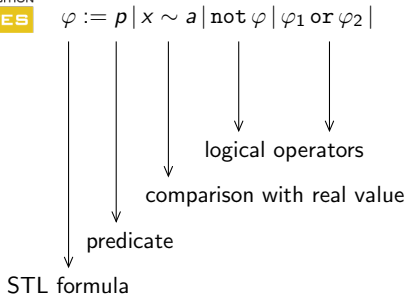 ES
φ := p | x ∼ a | not φ | φ₁ or φ₂ |
logical operators
comparison with real value
predicate
STL formula